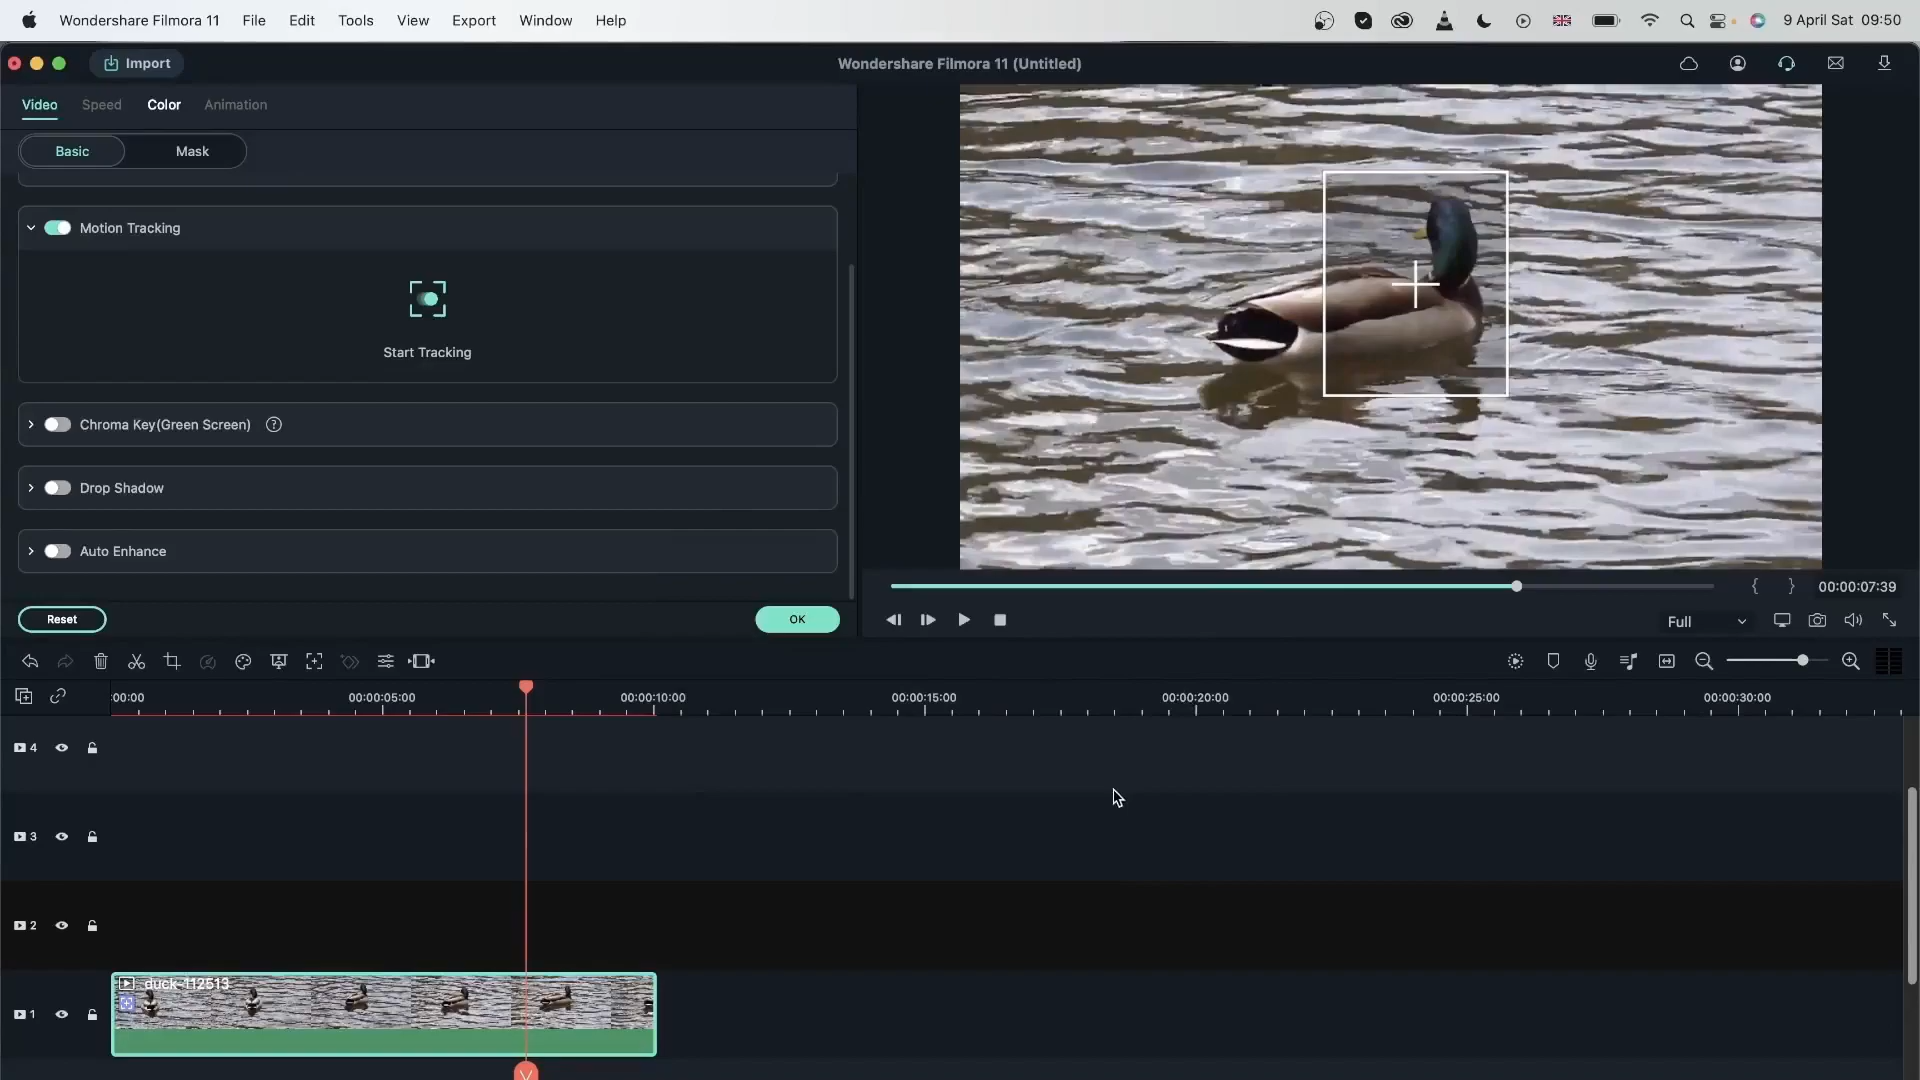 Wondershare Filmora 11 File Edit Tools View Export Window Help 9 April Sat 09:50
Import Wondershare Filmora 11 (Untitled)
Video Speed Color Animation
Basic Mask
Motion Tracking
Start Tracking
Chroma Key(Green Screen) ?
Drop Shadow
Auto Enhance
{ } 00:00:07:39
Reset OK
Full
:00:00 00:00:05:00 00:00:10:00 00:00:15:00 00:00:20:00 00:00:25:00 00:00:30:00
4
3
2
duck-112513
1